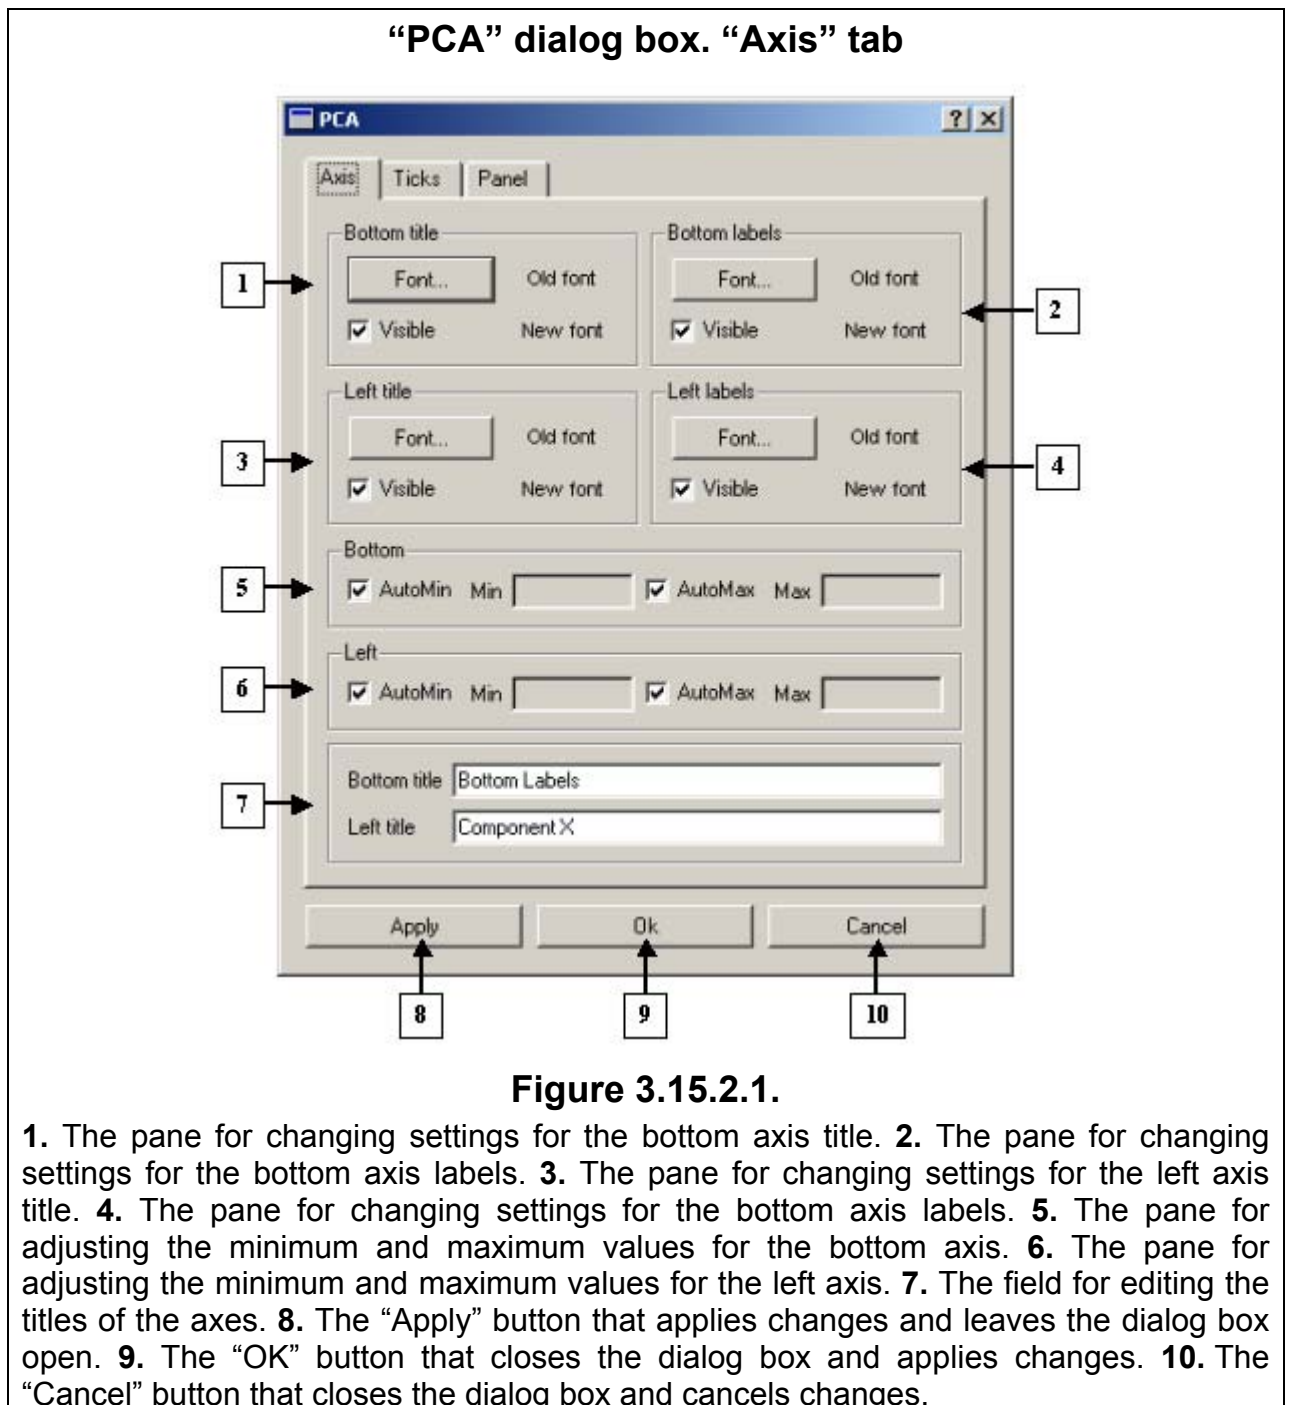 “PCA” dialog box. “Axis” tab
PCA
Axis Ticks Panel
Bottom title Bottom labels
1 Font... Old font Font... Old font
2
Visible New font Visible New font
Left title Left labels
Font... Old font Font... Old font
3 4
Visible New font Visible New font
Bottom
5 AutoMin Min AutoMax Max
Left
6 AutoMin Min AutoMax Max
Bottom title Bottom Labels
7
Left title Component X
Apply Ok Cancel
8 9 10
Figure 3.15.2.1.
1. The pane for changing settings for the bottom axis title. 2. The pane for changing
settings for the bottom axis labels. 3. The pane for changing settings for the left axis
title. 4. The pane for changing settings for the bottom axis labels. 5. The pane for
adjusting the minimum and maximum values for the bottom axis. 6. The pane for
adjusting the minimum and maximum values for the left axis. 7. The field for editing the
titles of the axes. 8. The “Apply” button that applies changes and leaves the dialog box
open. 9. The “OK” button that closes the dialog box and applies changes. 10. The
“Cancel” button that closes the dialog box and cancels changes.